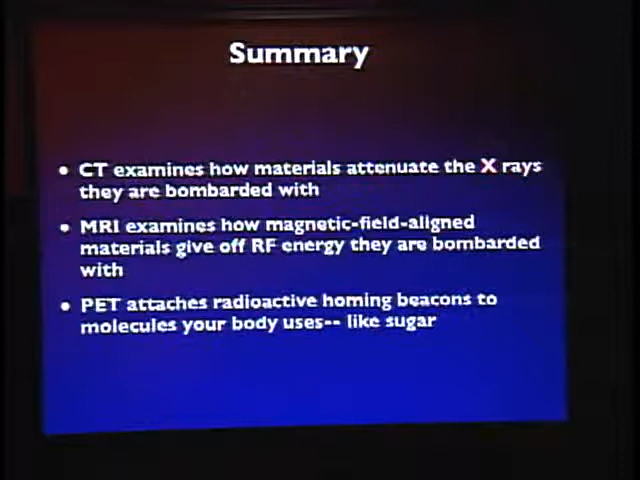 Summary
• CT examines how materials attenuate the X rays
they are bombarded with
• MRI examines how magnetic-field-aligned
materials give off RF energy they are bombarded
with
• PET attaches radioactive homing beacons to
molecules your body uses-- like sugar